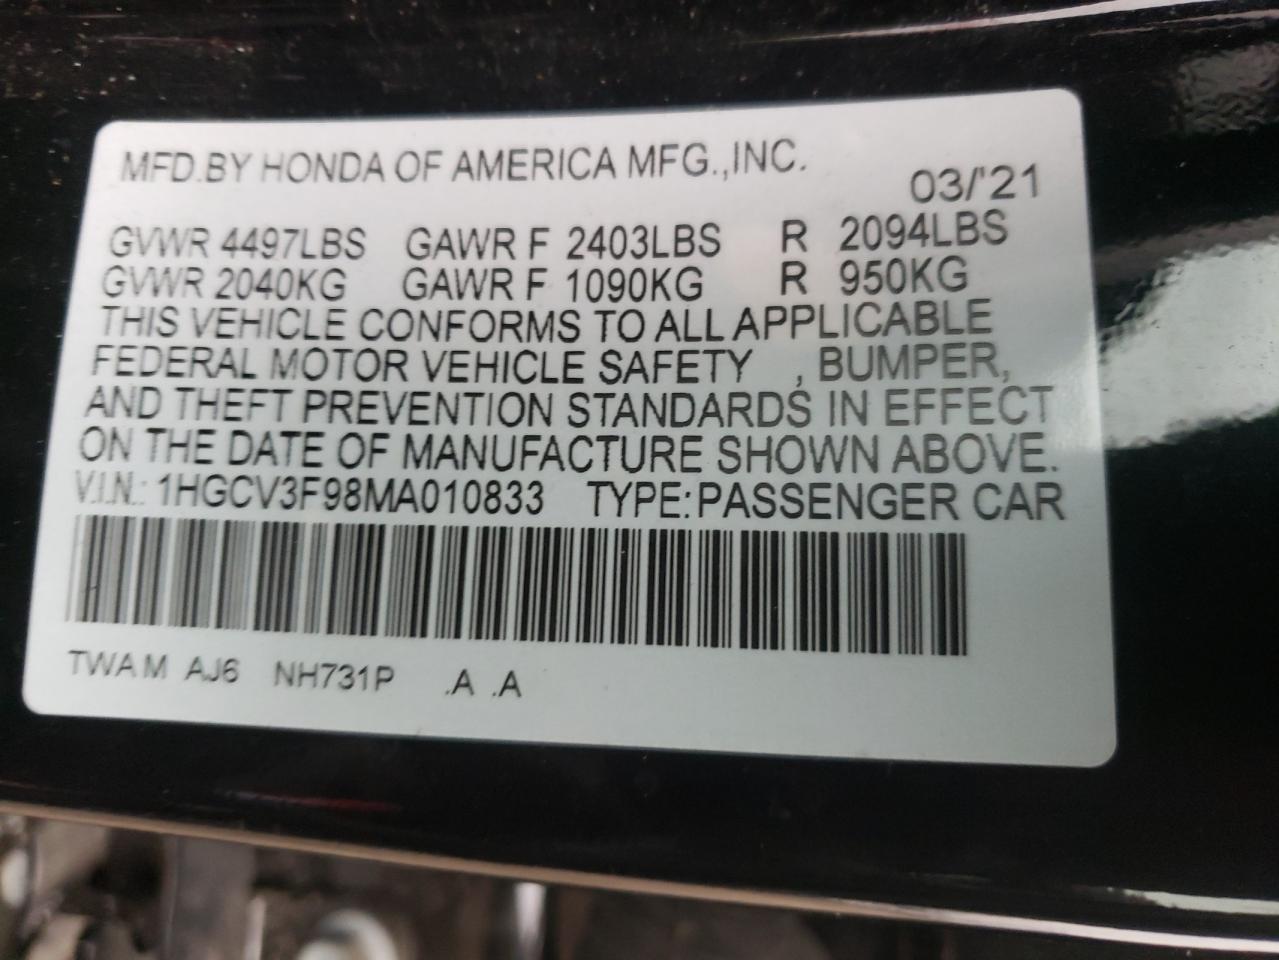 MFD.BY HONDA OF AMERICA MFG.,INC.
03/'21
GVWR 4497LBS GAWR F 2403LBS R 2094LBS
GVWR 2040KG GAWR F 1090KG R 950KG
THIS VEHICLE CONFORMS TO ALL APPLICABLE
FEDERAL MOTOR VEHICLE SAFETY , BUMPER,
AND THEFT PREVENTION STANDARDS IN EFFECT
ON THE DATE OF MANUFACTURE SHOWN ABOVE.
V.I.N.: 1HGCV3F98MA010833 TYPE:PASSENGER CAR
TWAM AJ6 NH731P .A .A